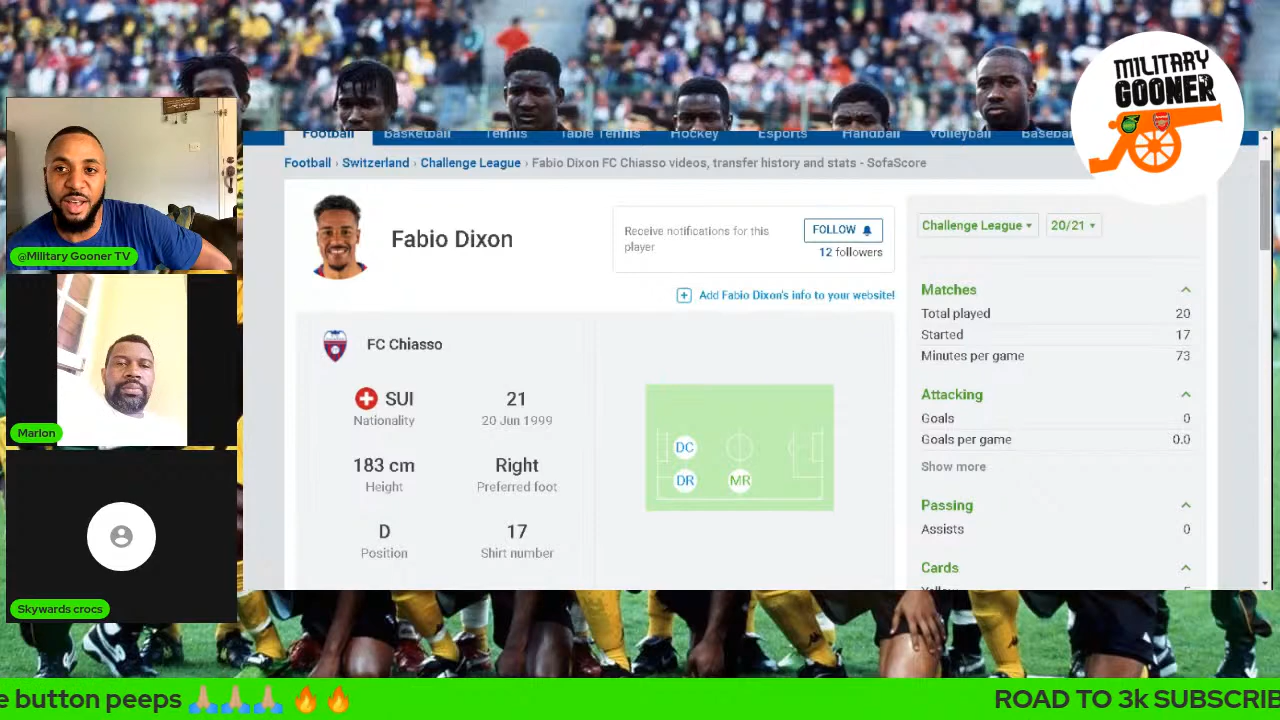 MILITARY
GOONER
Football Basketball Tennis Table Tennis Hockey Esports Handball Volleyball
Football › Switzerland › Challenge League › Fabio Dixon FC Chiasso videos, transfer history and stats - SofaScore
@Military Gooner TV
Marlon
Skywards crocs
Fabio Dixon
Receive notifications for this
player
FOLLOW
12 followers
+ Add Fabio Dixon's info to your website!
FC Chiasso
SUI
Nationality
21
20 Jun 1999
183 cm
Height
Right
Preferred foot
D
Position
17
Shirt number
DC
DR MR
Challenge League 20/21
Matches
Total played 20
Started 17
Minutes per game 73
Attacking
Goals 0
Goals per game 0.0
Show more
Passing
Assists 0
Cards
e button peeps 🙏🏽🙏🏽🙏🏽 🔥🔥 ROAD TO 3k SUBSCRIB